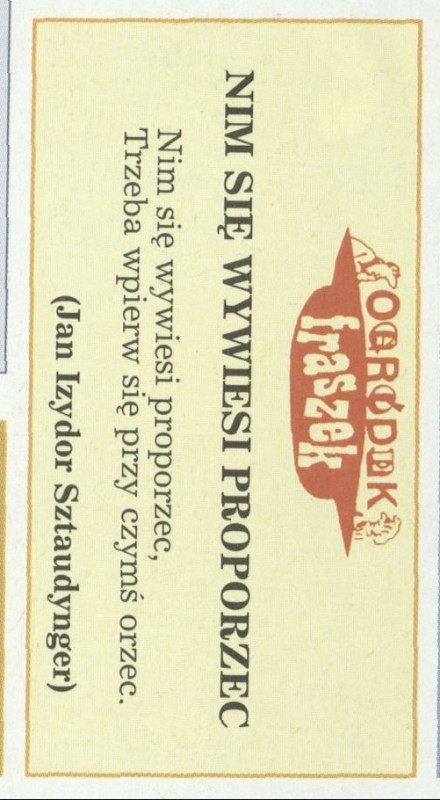 OGRÓDEK
fraszek
NIM SIĘ WYWIESI PROPORZEC
Nim się wywiesi proporzec,
Trzeba wpierw się przy czymś orzec.
(Jan Izydor Sztaudynger)